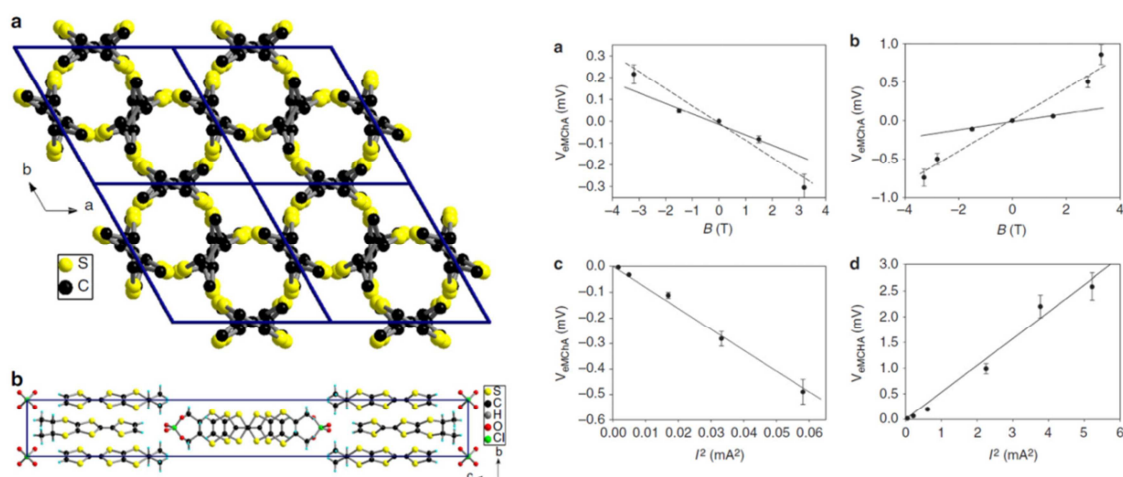 a
b
a
S
C
b
S
C
H
O
Cl
b
c
a
V_eMChA (mV)
0.3
0.2
0.1
0.0
−0.1
−0.2
−0.3
−4 −3 −2 −1 0 1 2 3 4
B (T)
b
V_eMChA (mV)
1.0
0.5
0.0
−0.5
−1.0
−4 −2 0 2 4
B (T)
c
V_eMChA (mV)
0.0
−0.1
−0.2
−0.3
−0.4
−0.5
−0.6
0.00 0.01 0.02 0.03 0.04 0.05 0.06
I² (mA²)
d
V_eMCHA (mV)
3.0
2.5
2.0
1.5
1.0
0.5
0.0
0 1 2 3 4 5 6
I² (mA²)